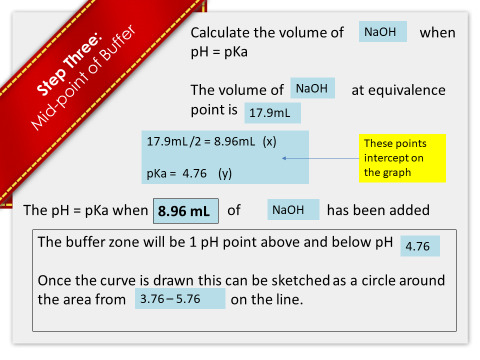 Step Three:
Mid-point of Buffer
Calculate the volume of NaOH when
pH = pKa
The volume of NaOH at equivalence
point is 17.9mL
17.9mL/2 = 8.96mL (x)
pKa = 4.76 (y)
These points
intercept on
the graph
The pH = pKa when 8.96 mL of NaOH has been added
The buffer zone will be 1 pH point above and below pH 4.76
Once the curve is drawn this can be sketched as a circle around
the area from 3.76 – 5.76 on the line.